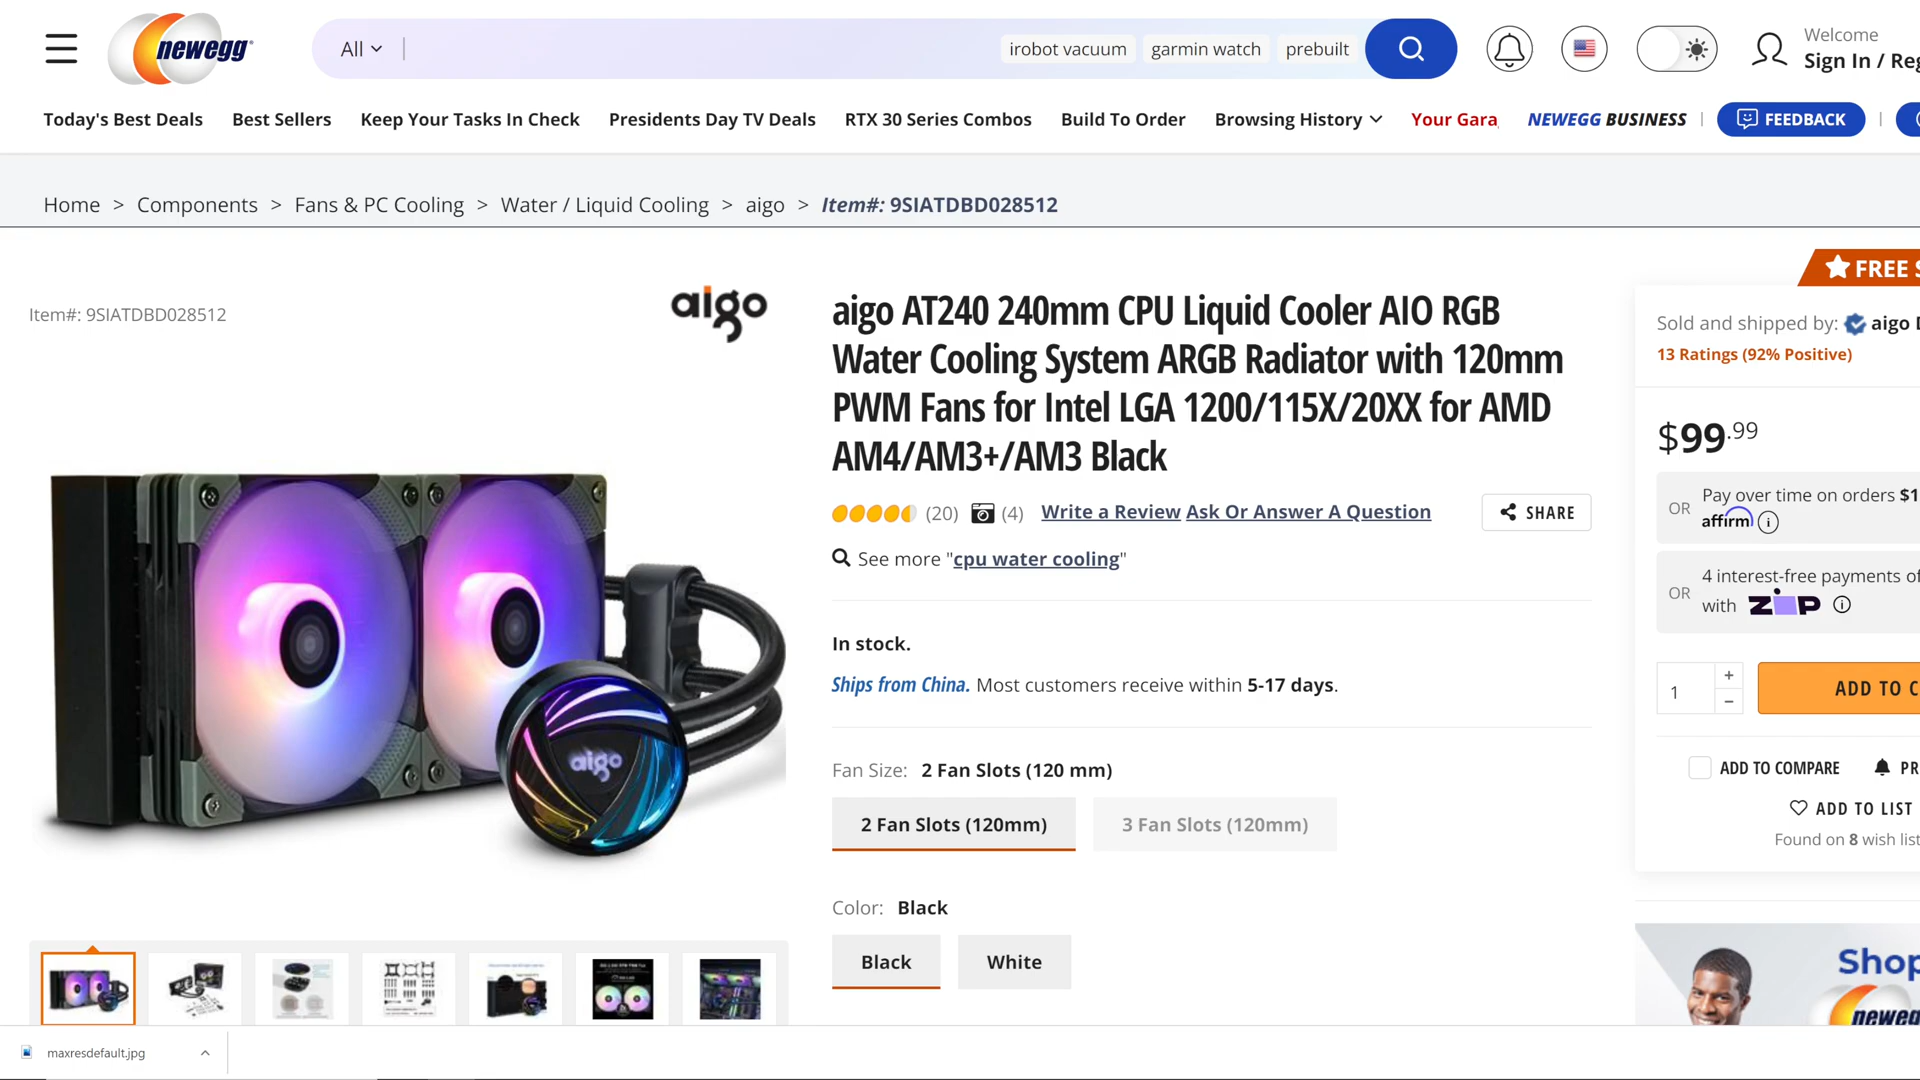 newegg
All
irobot vacuum
garmin watch
prebuilt
Welcome
Sign In / Reg
Today's Best Deals
Best Sellers
Keep Your Tasks In Check
Presidents Day TV Deals
RTX 30 Series Combos
Build To Order
Browsing History
Your Gara
NEWEGG BUSINESS
FEEDBACK
Home > Components > Fans & PC Cooling > Water / Liquid Cooling > aigo > Item#: 9SIATDBD028512
FREE S
Item#: 9SIATDBD028512
aigo
aigo AT240 240mm CPU Liquid Cooler AIO RGB
Water Cooling System ARGB Radiator with 120mm
PWM Fans for Intel LGA 1200/115X/20XX for AMD
AM4/AM3+/AM3 Black
(20) (4) Write a Review Ask Or Answer A Question
SHARE
See more "cpu water cooling"
In stock.
Ships from China. Most customers receive within 5-17 days.
Fan Size: 2 Fan Slots (120 mm)
2 Fan Slots (120mm)
3 Fan Slots (120mm)
Color: Black
Black
White
aigo
Sold and shipped by: aigo
13 Ratings (92% Positive)
$99.99
OR
Pay over time on orders $1
affirm
OR
4 interest-free payments of
with ZIP
1
+
−
ADD TO C
ADD TO COMPARE
PR
ADD TO LIST
Found on 8 wish list
Shop
newegg
maxresdefault.jpg